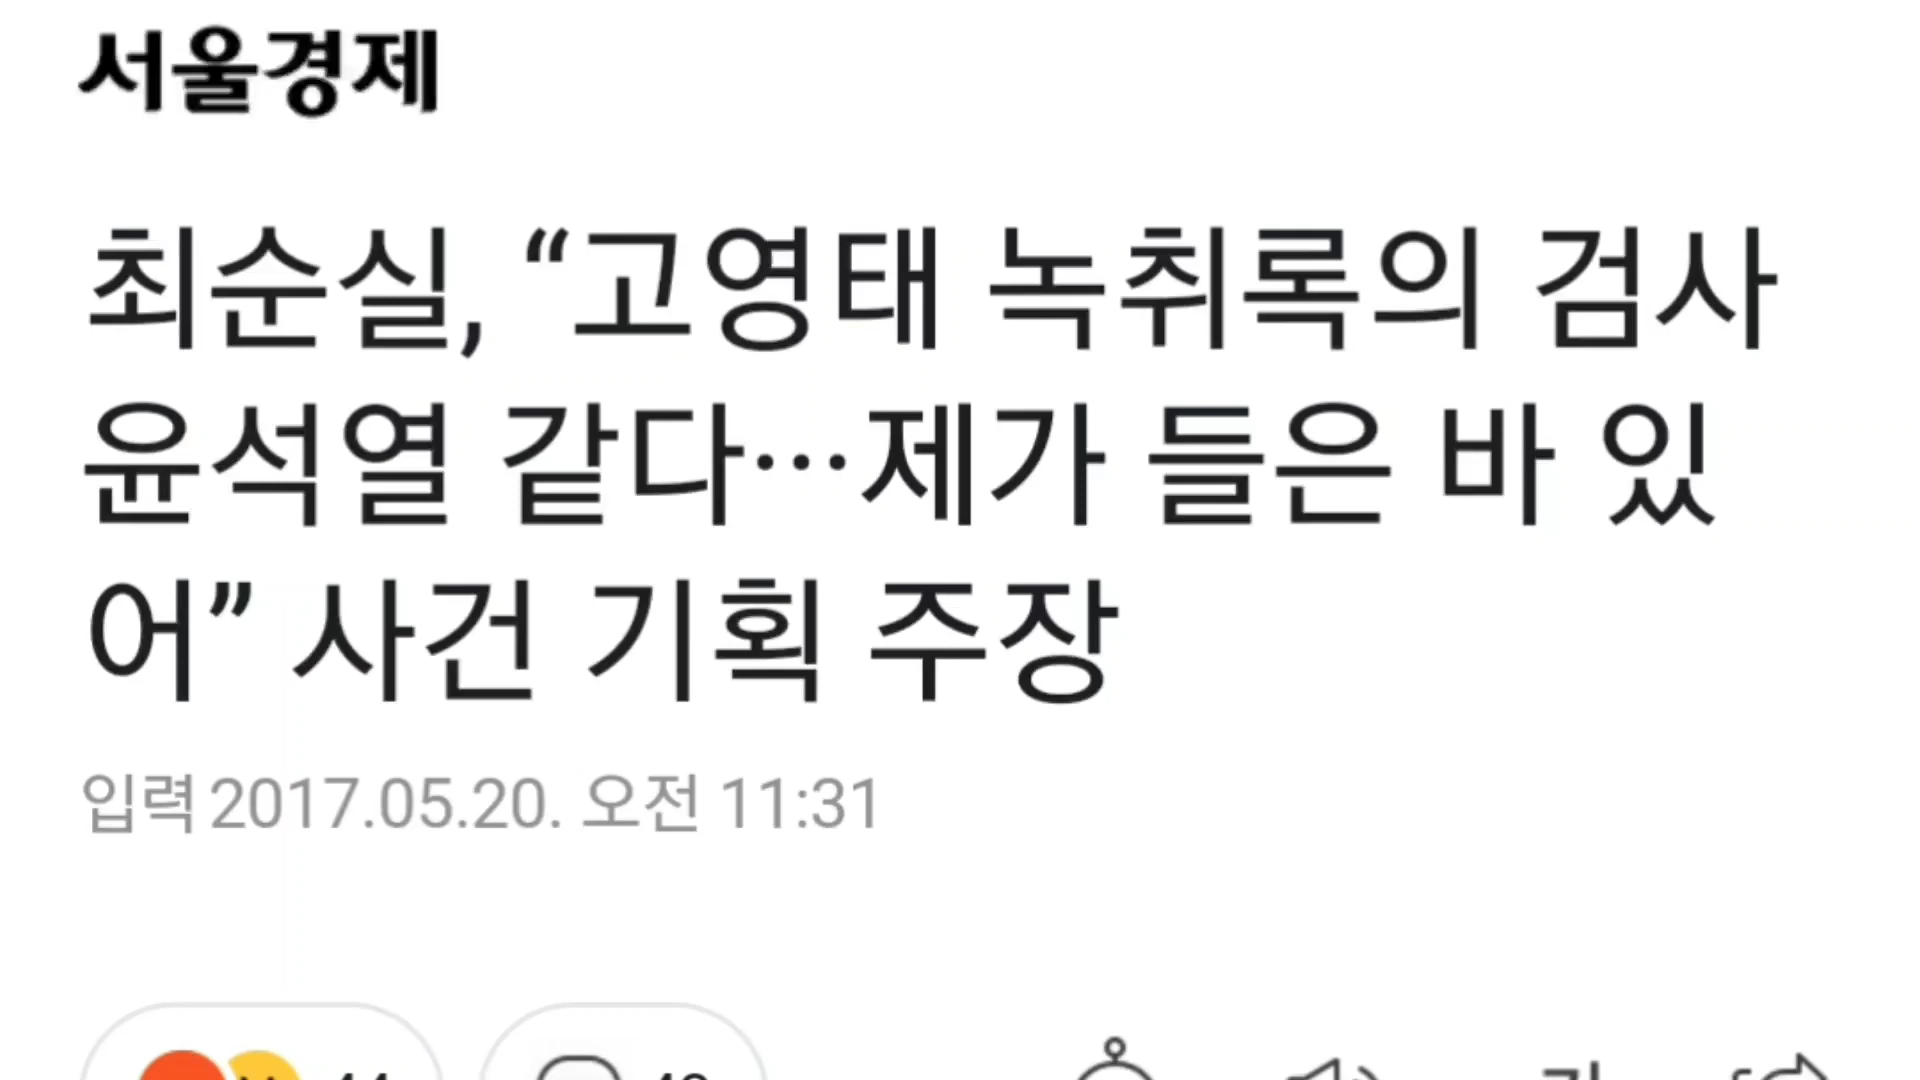 서울경제
최순실, “고영태 녹취록의 검사
윤석열 같다…제가 들은 바 있
어” 사건 기획 주장
입력 2017.05.20. 오전 11:31